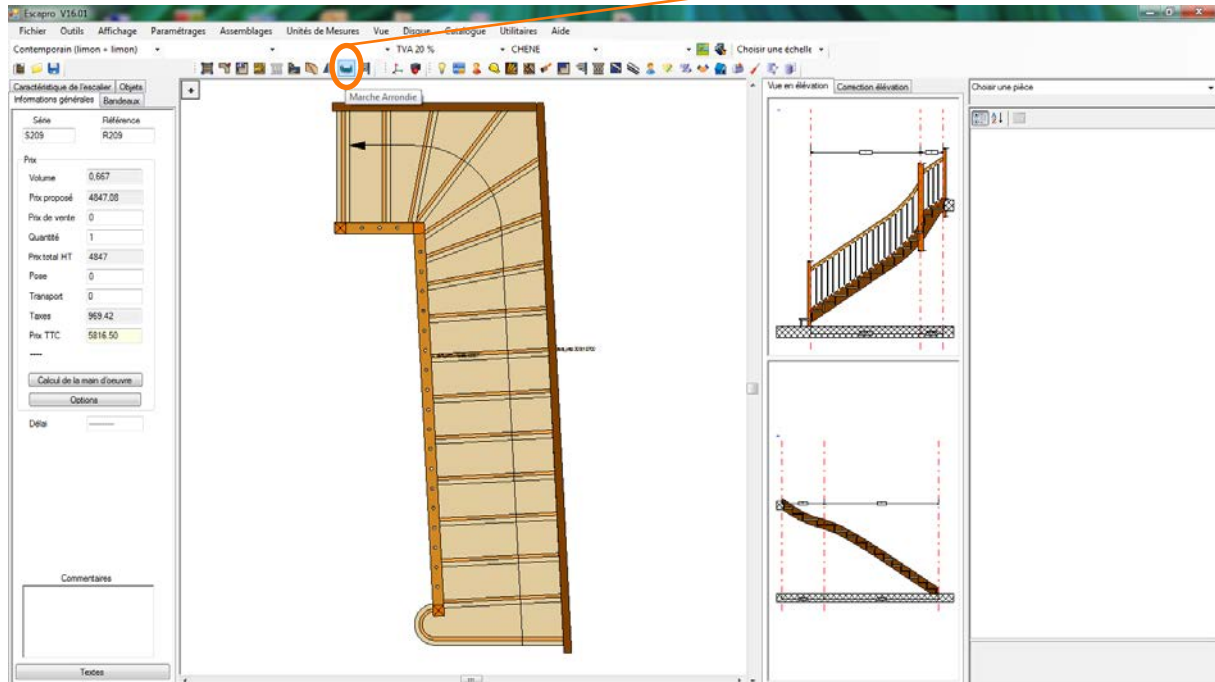 Escapro V16.01
Fichier Outils Affichage Paramétrages Assemblages Unités de Mesures Vue Disque Catalogue Utilitaires Aide
Contemporain (limon + limon) TVA 20 % CHENE Choisir une échelle
Marche Arrondie
Caractéristique de l'escalier Objets
Informations générales Bandeaux
Série Référence
S209 R209
Prix
Volume 0,667
Prix proposé 4847.08
Prix de vente 0
Quantité 1
Prix total HT 4847
Pose 0
Transport 0
Taxes 969.42
Prix TTC 5816.50
----
Calcul de la main d'oeuvre
Options
Délai --------
Commentaires
Textes
+
Vue en élévation Correction élévation
Choisir une pièce